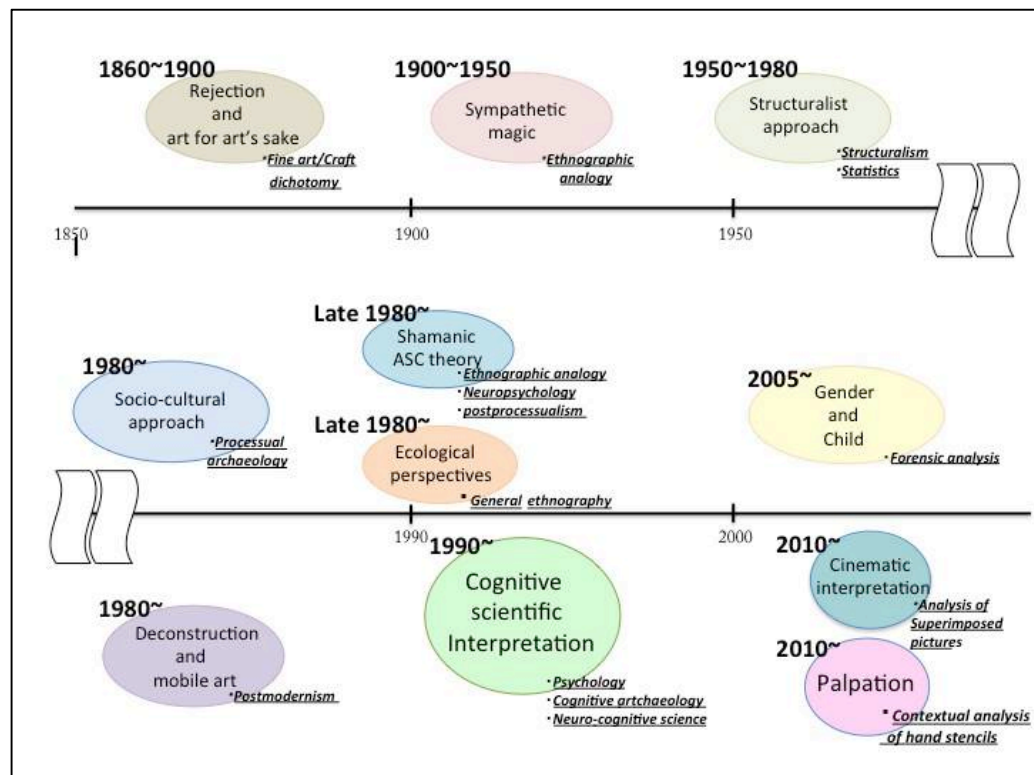 1860~1900
Rejection
and
art for art's sake
·Fine art/Craft
dichotomy
1900~1950
Sympathetic
magic
·Ethnographic
analogy
1950~1980
Structuralist
approach
·Structuralism
·Statistics
1850
1900
1950
1980~
Socio-cultural
approach
·Processual
archaeology
Late 1980~
Shamanic
ASC theory
·Ethnographic analogy
·Neuropsychology
·postprocessualism
Late 1980~
Ecological
perspectives
▪ General ethnography
2005~
Gender
and
Child
·Forensic analysis
1990
2000
1980~
Deconstruction
and
mobile art
·Postmodernism
1990~
Cognitive
scientific
Interpretation
·Psychology
·Cognitive artchaeology
·Neuro-cognitive science
2010~
Cinematic
interpretation
·Analysis of
Superimposed
pictures
2010~
Palpation
▪ Contextual analysis
of hand stencils